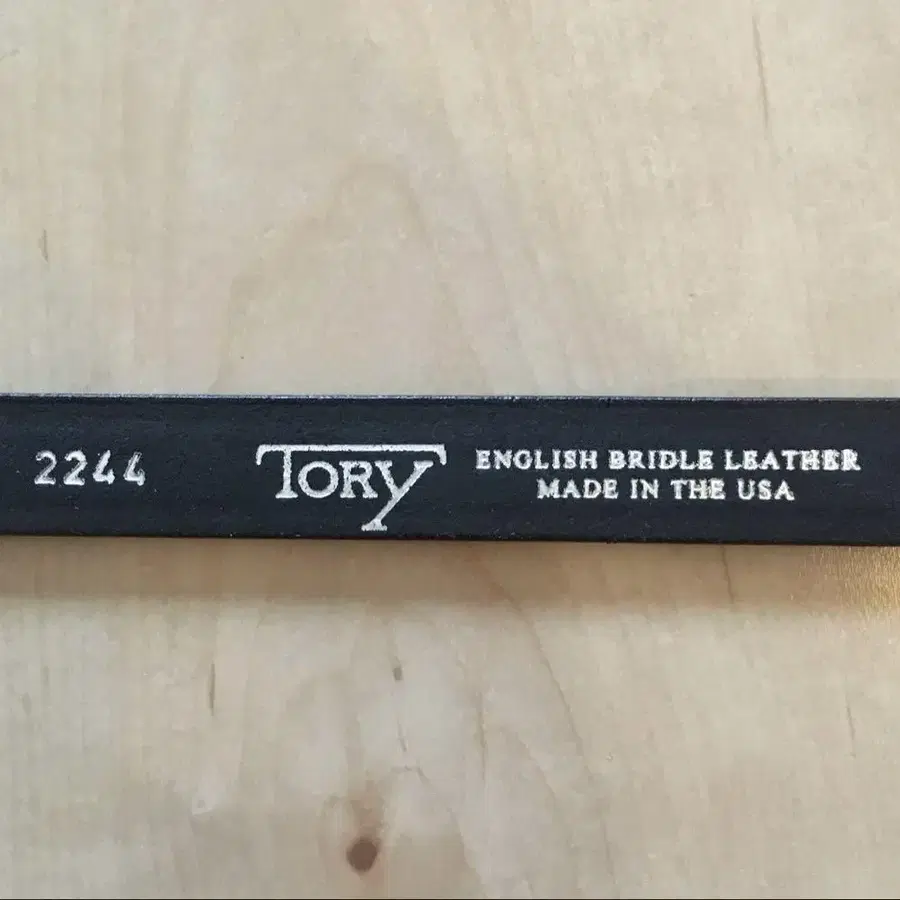 2244
TORY
ENGLISH BRIDLE LEATHER
MADE IN THE USA